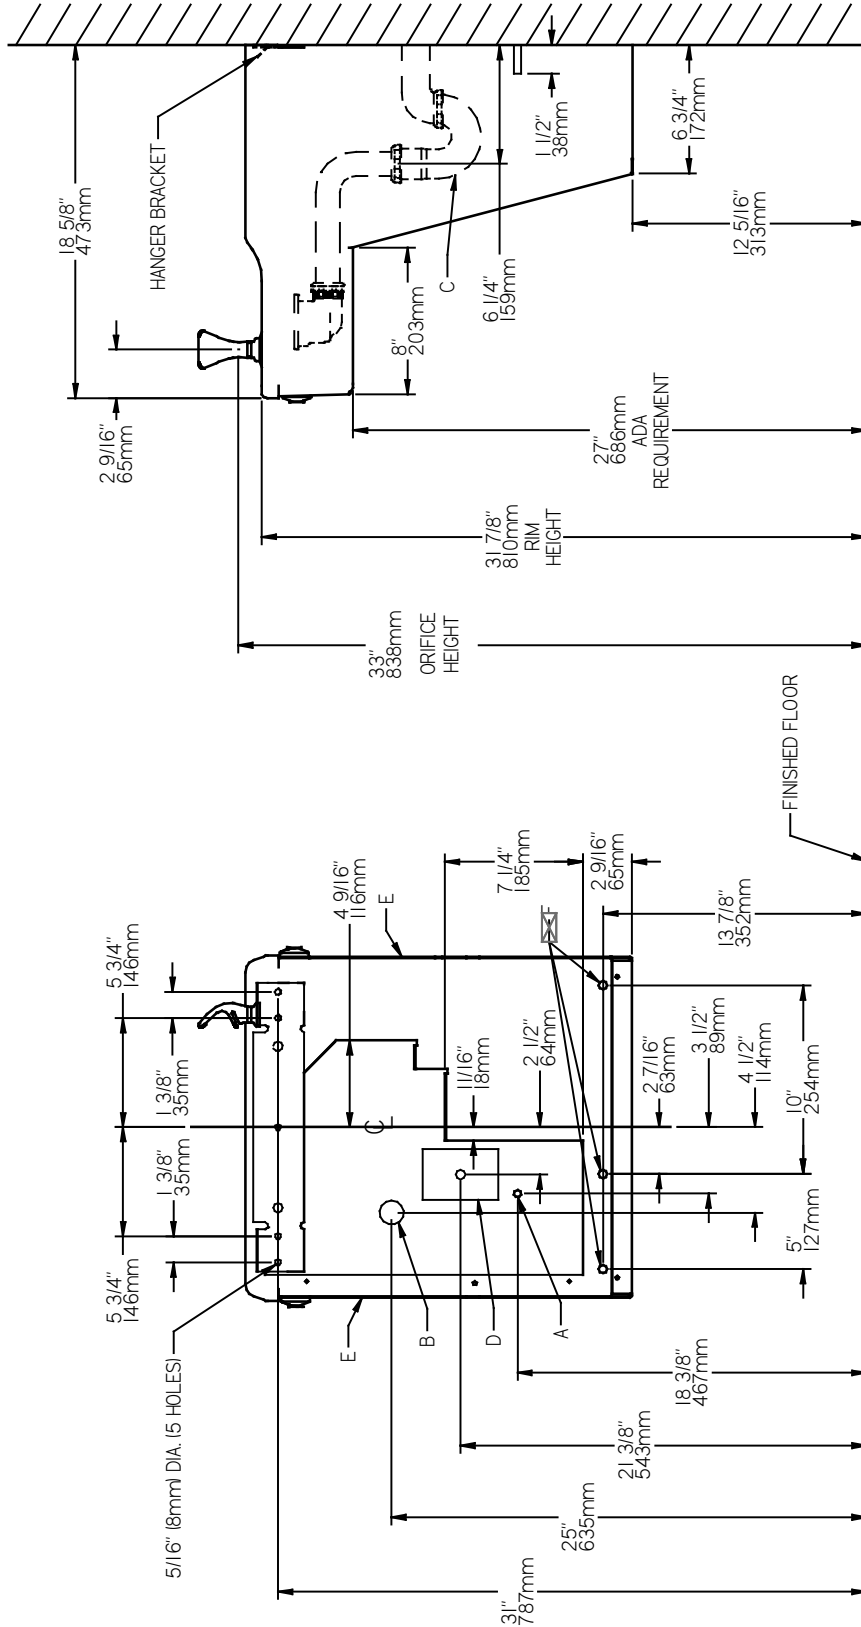 5/16" (8mm) DIA. (5 HOLES)
5 3/4"
146mm
1 3/8"
35mm
1 3/8"
35mm
5 3/4"
146mm
4 9/16"
116mm
E
E
CL
B
D
A
11/16"
18mm
2 1/2"
64mm
7 1/4"
185mm
2 9/16"
65mm
2 7/16"
63mm
3 1/2"
89mm
4 1/2"
114mm
13 7/8"
352mm
10"
254mm
5"
127mm
18 3/8"
467mm
21 3/8"
543mm
25"
635mm
31"
787mm
FINISHED FLOOR
2 9/16"
65mm
18 5/8"
473mm
HANGER BRACKET
8"
203mm
C
6 1/4"
159mm
1 1/2"
38mm
6 3/4"
172mm
12 5/16"
313mm
27"
686mm
ADA
REQUIREMENT
31 7/8"
810mm
RIM
HEIGHT
33"
838mm
ORIFICE
HEIGHT